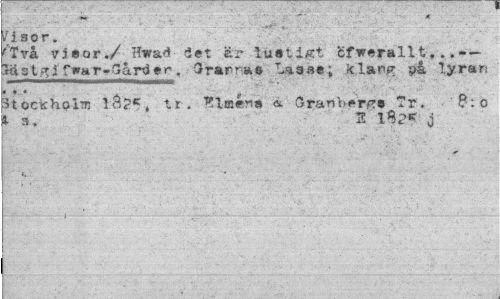 Visor.
/Två visor./ Hwad det är lustigt öfwerallt...--
Gästgifwar-Gården. Grannas Lasse; klang på lyran
...
Stockholm 1825, tr. Elméns & Granbergs Tr. 8:o
4 s. E 1825 j